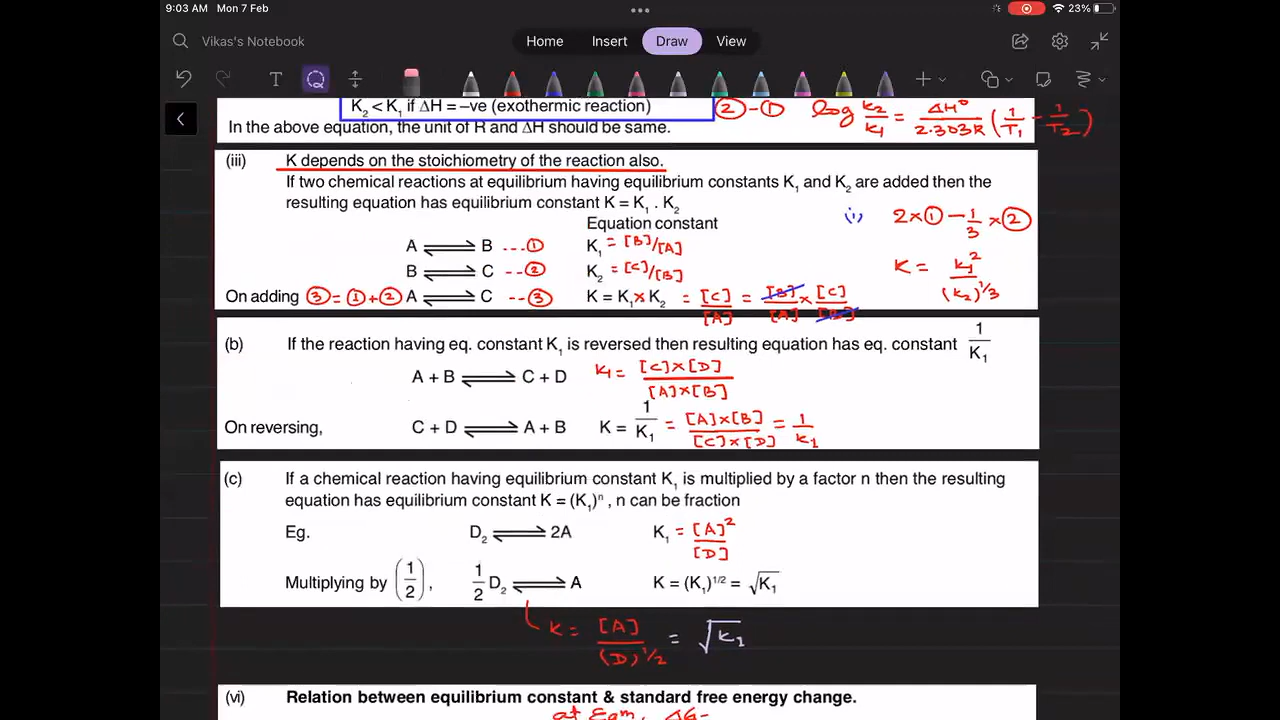 9:03 AM Mon 7 Feb
23%
Vikas's Notebook
Home Insert Draw View
K₂ < K₁ if ΔH = –ve (exothermic reaction)
② - ① log k₂/k₁ = ΔH°/2.303R (1/T₁ - 1/T₂)
In the above equation, the unit of R and ΔH should be same.
(iii) K depends on the stoichiometry of the reaction also.
If two chemical reactions at equilibrium having equilibrium constants K₁ and K₂ are added then the
resulting equation has equilibrium constant K = K₁ . K₂
(i) 2×① - 1/3 × ②
Equation constant
A ⇌ B ---① K₁ = [B]/[A]
B ⇌ C --② K₂ = [C]/[B]
K = k₁²/(k₂)^1/3
On adding ③ = ① + ② A ⇌ C --③ K = K₁ × K₂ = [C]/[A] = [B]/[A] × [C]/[B]
(b) If the reaction having eq. constant K₁ is reversed then resulting equation has eq. constant 1/K₁
A + B ⇌ C + D K₁ = [C]×[D]/[A]×[B]
On reversing, C + D ⇌ A + B K = 1/K₁ = [A]×[B]/[C]×[D] = 1/k₁
(c) If a chemical reaction having equilibrium constant K₁ is multiplied by a factor n then the resulting
equation has equilibrium constant K = (K₁)ⁿ , n can be fraction
Eg. D₂ ⇌ 2A K₁ = [A]²/[D]
Multiplying by (1/2), 1/2 D₂ ⇌ A K = (K₁)^1/2 = √K₁
K = [A]/(D)^1/2 = √K₁
(vi) Relation between equilibrium constant & standard free energy change.
at Eqm, ΔG=